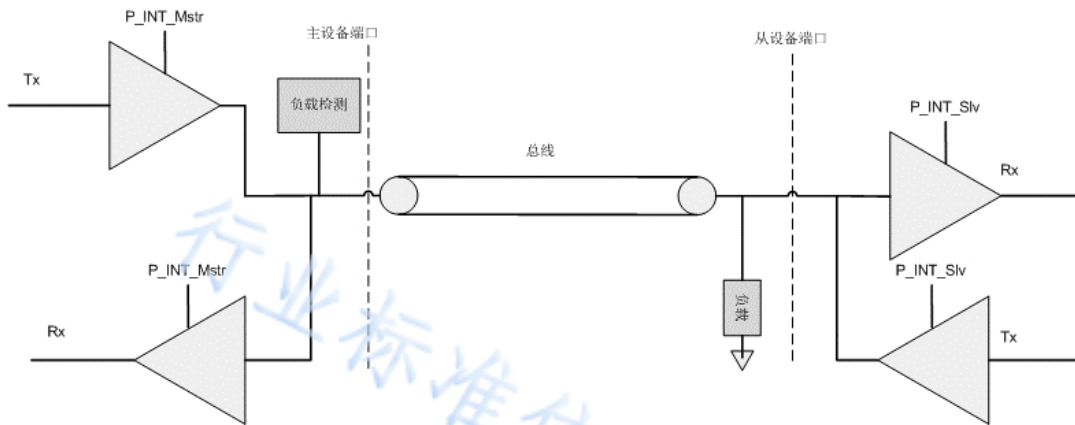 P_INT_Mstr
主设备端口
从设备端口
Tx
负载检测
P_INT_Slv
总线
Rx
P_INT_Mstr
P_INT_Slv
负载
Rx
Tx
行业标准信